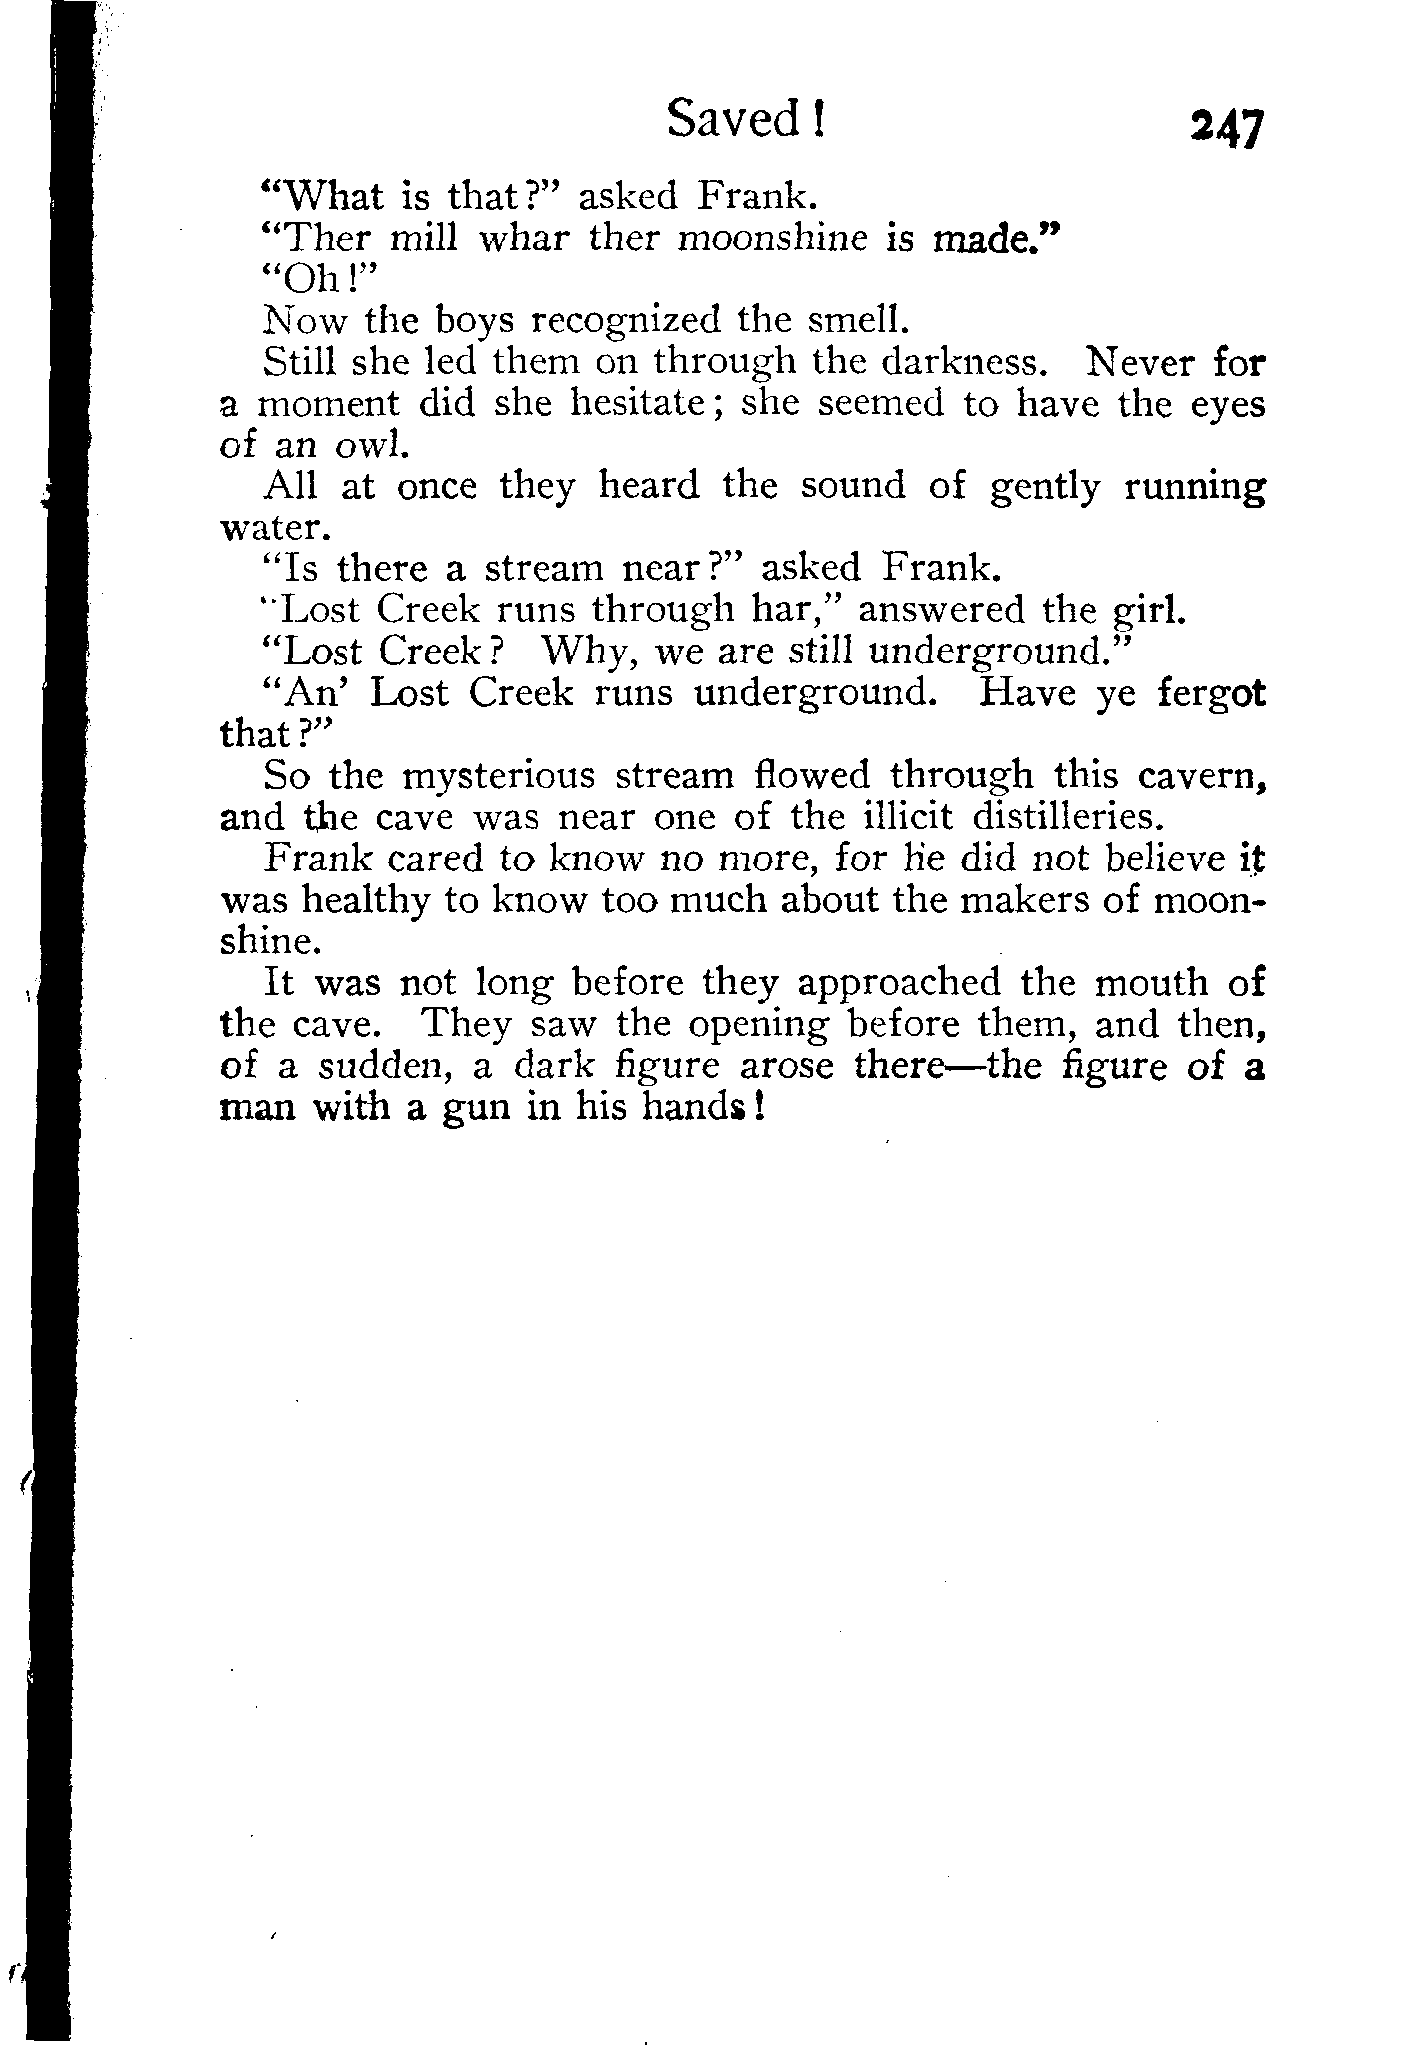 Saved! 247
"What is that?" asked Frank.
"Ther mill whar ther moonshine is made."
"Oh!"
Now the boys recognized the smell.
Still she led them on through the darkness. Never for
a moment did she hesitate; she seemed to have the eyes
of an owl.
All at once they heard the sound of gently running
water.
"Is there a stream near?" asked Frank.
"Lost Creek runs through har," answered the girl.
"Lost Creek? Why, we are still underground."
"An' Lost Creek runs underground. Have ye fergot
that?"
So the mysterious stream flowed through this cavern,
and the cave was near one of the illicit distilleries.
Frank cared to know no more, for he did not believe it
was healthy to know too much about the makers of moon-
shine.
It was not long before they approached the mouth of
the cave. They saw the opening before them, and then,
of a sudden, a dark figure arose there—the figure of a
man with a gun in his hands!